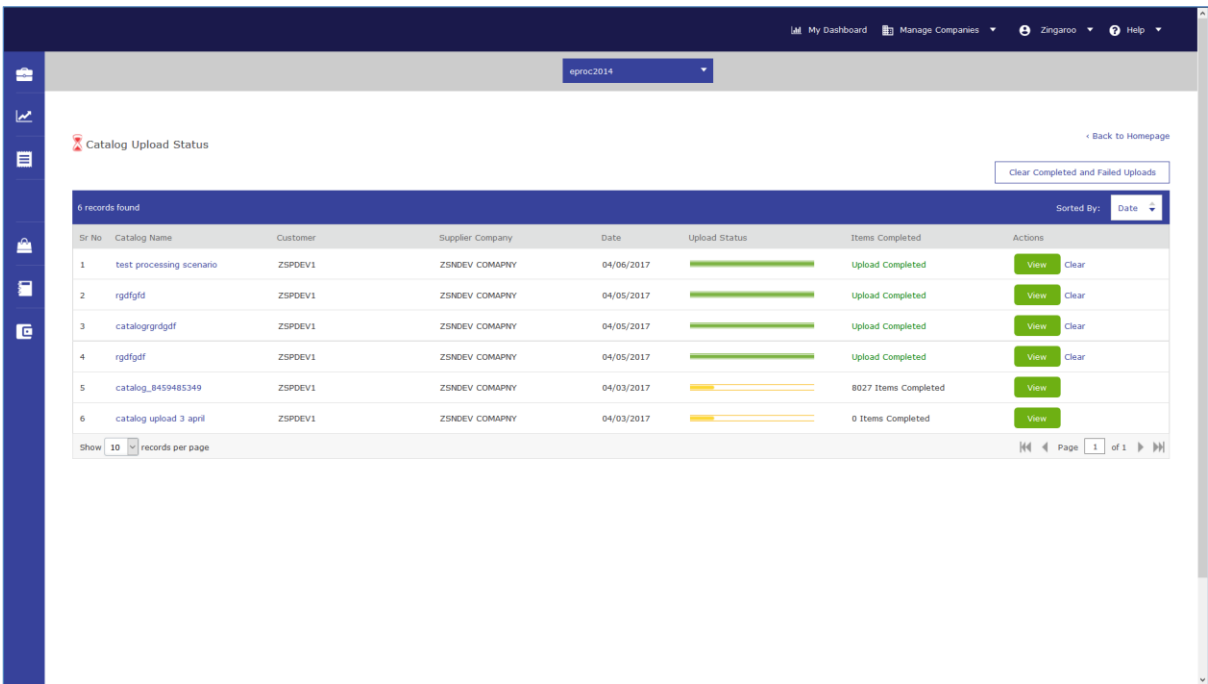 My Dashboard Manage Companies Zingaroo Help
eproc2014
‹ Back to Homepage
Catalog Upload Status
Clear Completed and Failed Uploads
6 records found Sorted By: Date
Sr No Catalog Name Customer Supplier Company Date Upload Status Items Completed Actions
1 test processing scenario ZSPDEV1 ZSNDEV COMAPNY 04/06/2017 Upload Completed View Clear
2 rgdfgfd ZSPDEV1 ZSNDEV COMAPNY 04/05/2017 Upload Completed View Clear
3 catalogrgrdgdf ZSPDEV1 ZSNDEV COMAPNY 04/05/2017 Upload Completed View Clear
4 rgdfgdf ZSPDEV1 ZSNDEV COMAPNY 04/05/2017 Upload Completed View Clear
5 catalog_8459485349 ZSPDEV1 ZSNDEV COMAPNY 04/03/2017 8027 Items Completed View
6 catalog upload 3 april ZSPDEV1 ZSNDEV COMAPNY 04/03/2017 0 Items Completed View
Show 10 records per page Page 1 of 1